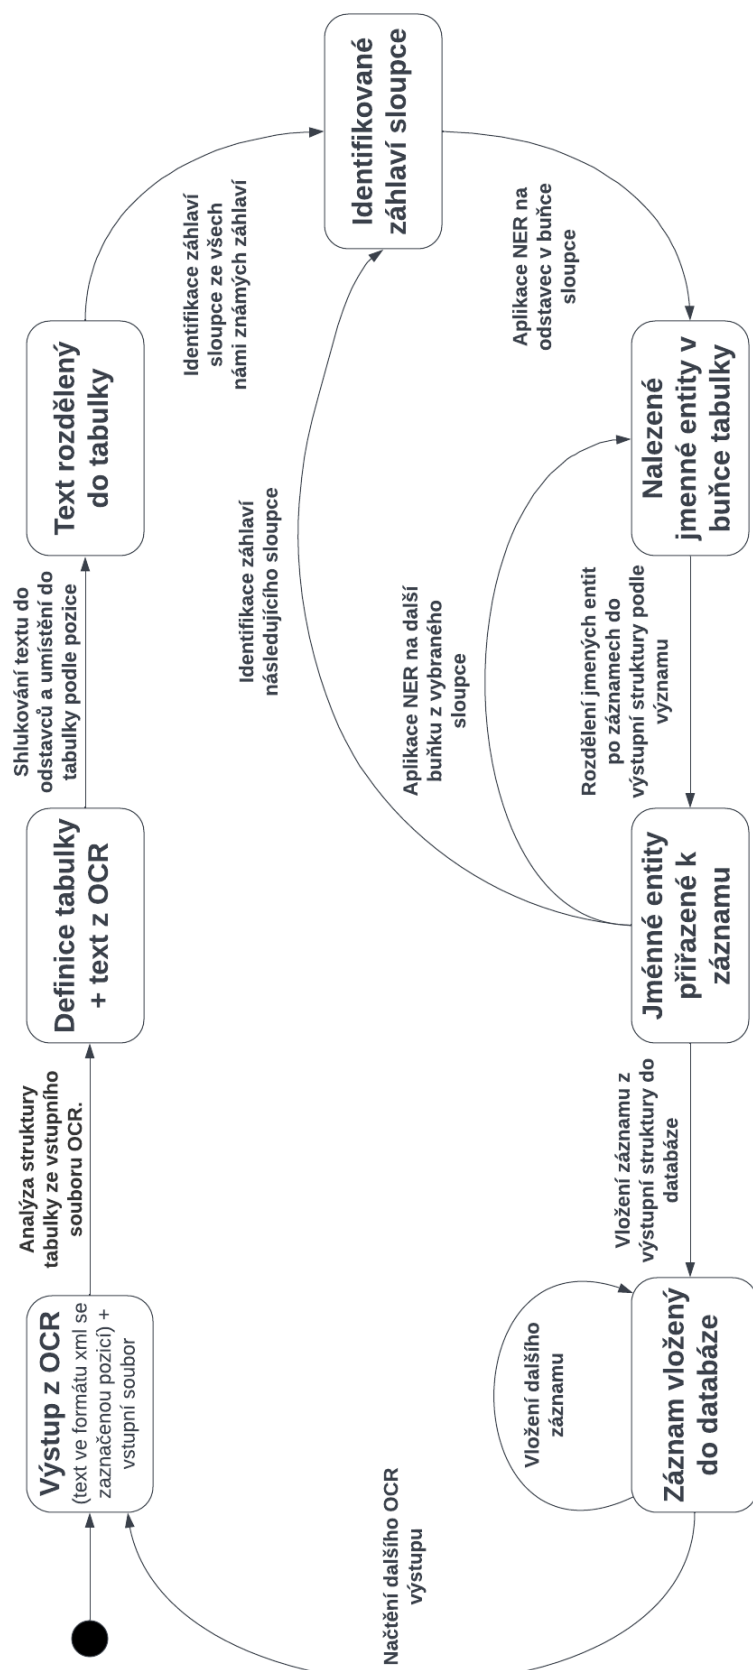 Výstup z OCR
(text ve formátu xml se
zaznačenou pozicí) +
vstupní soubor
Analýza struktury
tabulky ze vstupního
souboru OCR.
Definice tabulky
+ text z OCR
Shlukování textu do
odstavců a umístění do
tabulky podle pozice
Text rozdělený
do tabulky
Identifikace záhlaví
sloupce ze všech
námi známých záhlaví
Identifikované
záhlaví sloupce
Aplikace NER na
odstavec v buňce
sloupce
Nalezené
jmenné entity v
buňce tabulky
Rozdělení jmených entit
po záznamech do
výstupní struktury podle
významu
Jménné entity
přiřazené k
záznamu
Identifikace záhlaví
následujícího sloupce
Aplikace NER na další
buňku z vybraného
sloupce
Vložení záznamu z
výstupní struktury do
databáze
Záznam vložený
do databáze
Vložení dalšího
záznamu
Načtění dalšího OCR
výstupu